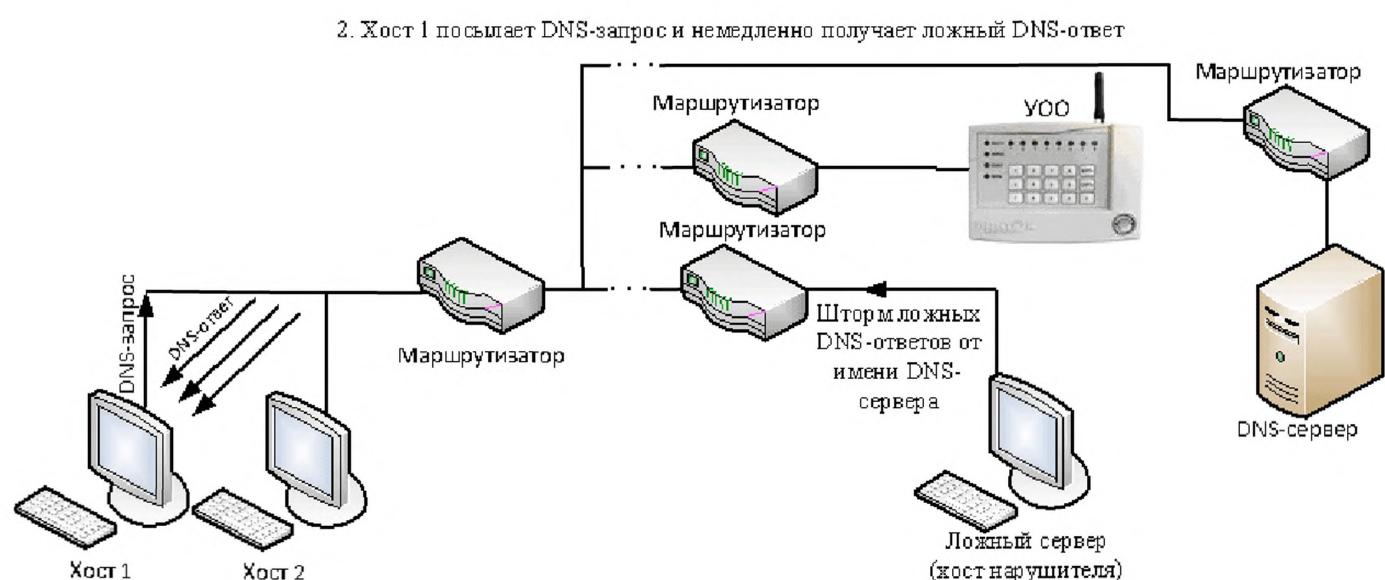 2. Хост 1 посылает DNS-запрос и немедленно получает ложный DNS-ответ
Маршрутизатор
Маршрутизатор
УОО
Маршрутизатор
DNS-запрос
DNS-ответ
Маршрутизатор
Шторм ложных
DNS-ответов от
имени DNS-
сервера
DNS-сервер
Хост 1
Хост 2
Ложный сервер
(хост нарушителя)